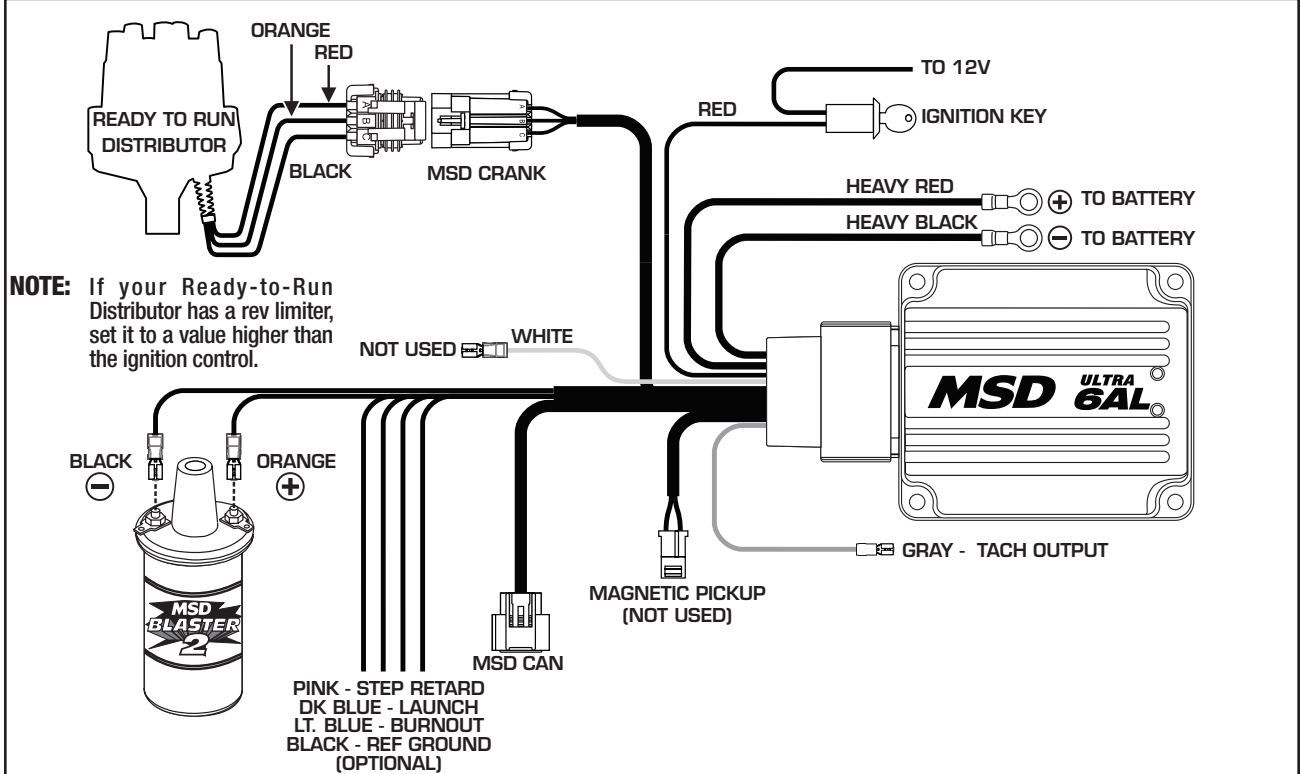 ORANGE
RED
READY TO RUN
DISTRIBUTOR
A
B
C
BLACK
A
B
C
MSD CRANK
TO 12V
RED
IGNITION KEY
HEAVY RED
+ TO BATTERY
HEAVY BLACK
− TO BATTERY
NOTE: If your Ready-to-Run
Distributor has a rev limiter,
set it to a value higher than
the ignition control.
NOT USED
WHITE
MSD ULTRA
6AL
BLACK
−
ORANGE
+
GRAY - TACH OUTPUT
MAGNETIC PICKUP
(NOT USED)
MSD
BLASTER
2
MSD CAN
PINK - STEP RETARD
DK BLUE - LAUNCH
LT. BLUE - BURNOUT
BLACK - REF GROUND
(OPTIONAL)